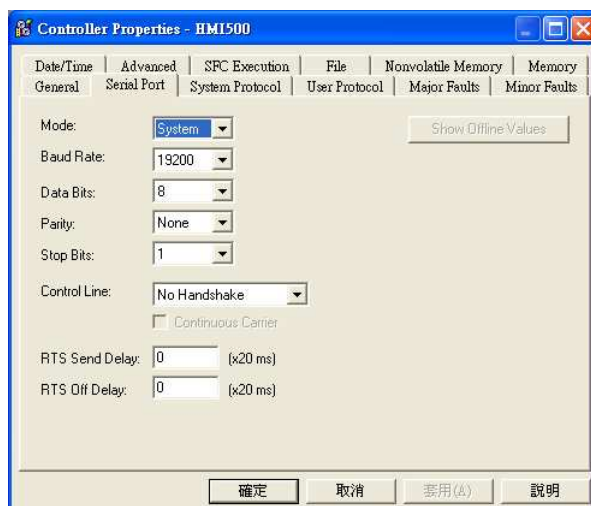 Controller Properties - HMI500
Date/Time Advanced SFC Execution File Nonvolatile Memory Memory
General Serial Port System Protocol User Protocol Major Faults Minor Faults
Mode: System Show Offline Values
Baud Rate: 19200
Data Bits: 8
Parity: None
Stop Bits: 1
Control Line: No Handshake
Continuous Carrier
RTS Send Delay: 0 (x20 ms)
RTS Off Delay: 0 (x20 ms)
確定 取消 套用(A) 說明